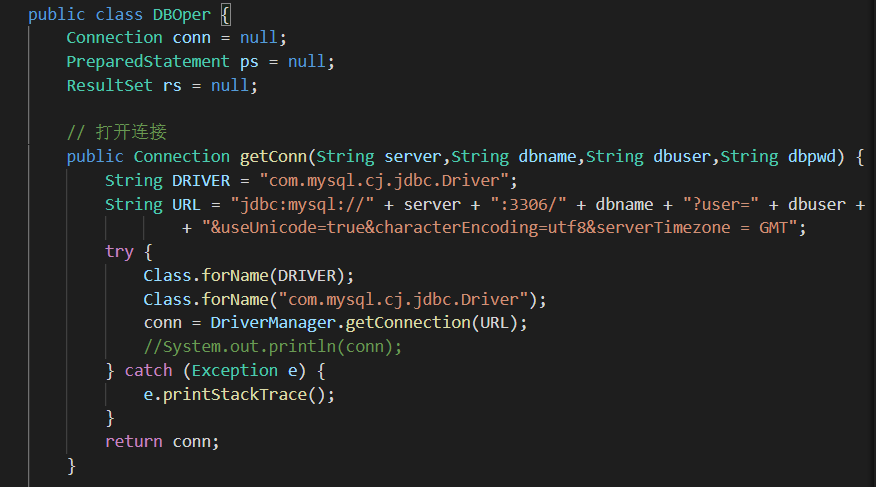 public class DBOper {
Connection conn = null;
PreparedStatement ps = null;
ResultSet rs = null;
// 打开连接
public Connection getConn(String server,String dbname,String dbuser,String dbpwd) {
String DRIVER = "com.mysql.cj.jdbc.Driver";
String URL = "jdbc:mysql://" + server + ":3306/" + dbname + "?user=" + dbuser +
+ "&useUnicode=true&characterEncoding=utf8&serverTimezone = GMT";
try {
Class.forName(DRIVER);
Class.forName("com.mysql.cj.jdbc.Driver");
conn = DriverManager.getConnection(URL);
//System.out.println(conn);
} catch (Exception e) {
e.printStackTrace();
}
return conn;
}